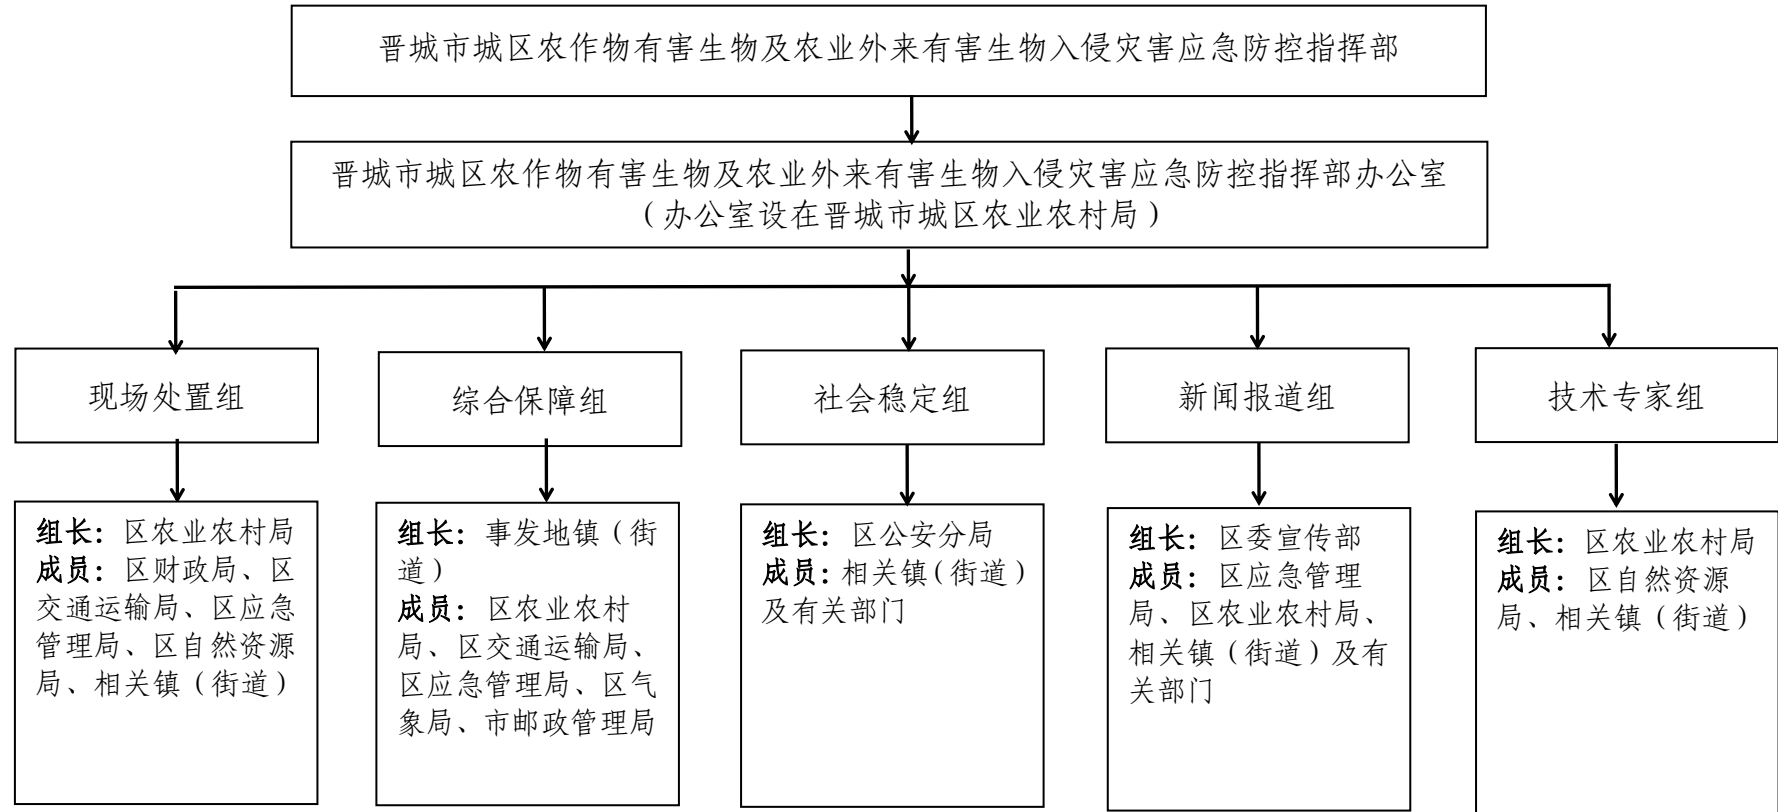 晋城市城区农作物有害生物及农业外来有害生物入侵灾害应急防控指挥部
晋城市城区农作物有害生物及农业外来有害生物入侵灾害应急防控指挥部办公室
（办公室设在晋城市城区农业农村局）
现场处置组
综合保障组
社会稳定组
新闻报道组
技术专家组
组长：区农业农村局
成员：区财政局、区
交通运输局、区应急
管理局、区自然资源
局、相关镇（街道）
组长：事发地镇（街
道）
成员：区农业农村
局、区交通运输局、
区应急管理局、区气
象局、市邮政管理局
组长：区公安分局
成员：相关镇（街道）
及有关部门
组长：区委宣传部
成员：区应急管理
局、区农业农村局、
相关镇（街道）及有
关部门
组长：区农业农村局
成员：区自然资源
局、相关镇（街道）